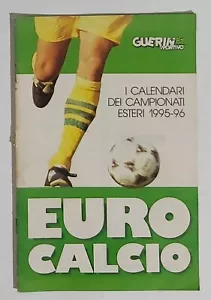 GUERIN
SPORTIVO
I CALENDARI
DEI CAMPIONATI
ESTERI 1995-96
EURO
CALCIO